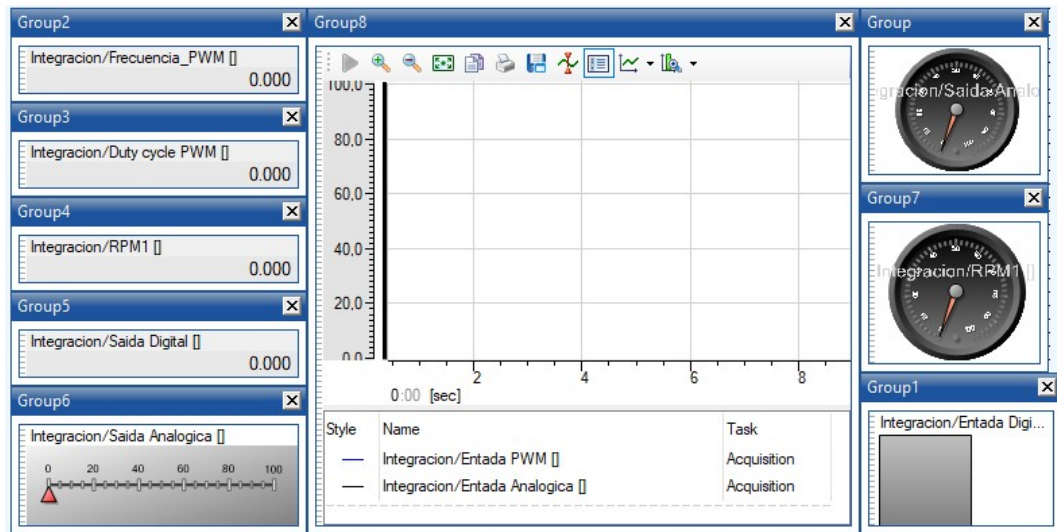 Group2
Integracion/Frecuencia_PWM []
0.000
Group3
Integracion/Duty cycle PWM []
0.000
Group4
Integracion/RPM1 []
0.000
Group5
Integracion/Saida Digital []
0.000
Group6
Integracion/Saida Analogica []
0 20 40 60 80 100
Group8
100,0
80,0
60,0
40,0
20,0
0,0
2 4 6 8
0:00 [sec]
Style Name Task
Integracion/Entada PWM [] Acquisition
Integracion/Entada Analogica [] Acquisition
Group
gracion/Saida Analo
Group7
Integracion/RPM1 []
Group1
Integracion/Entada Digi...